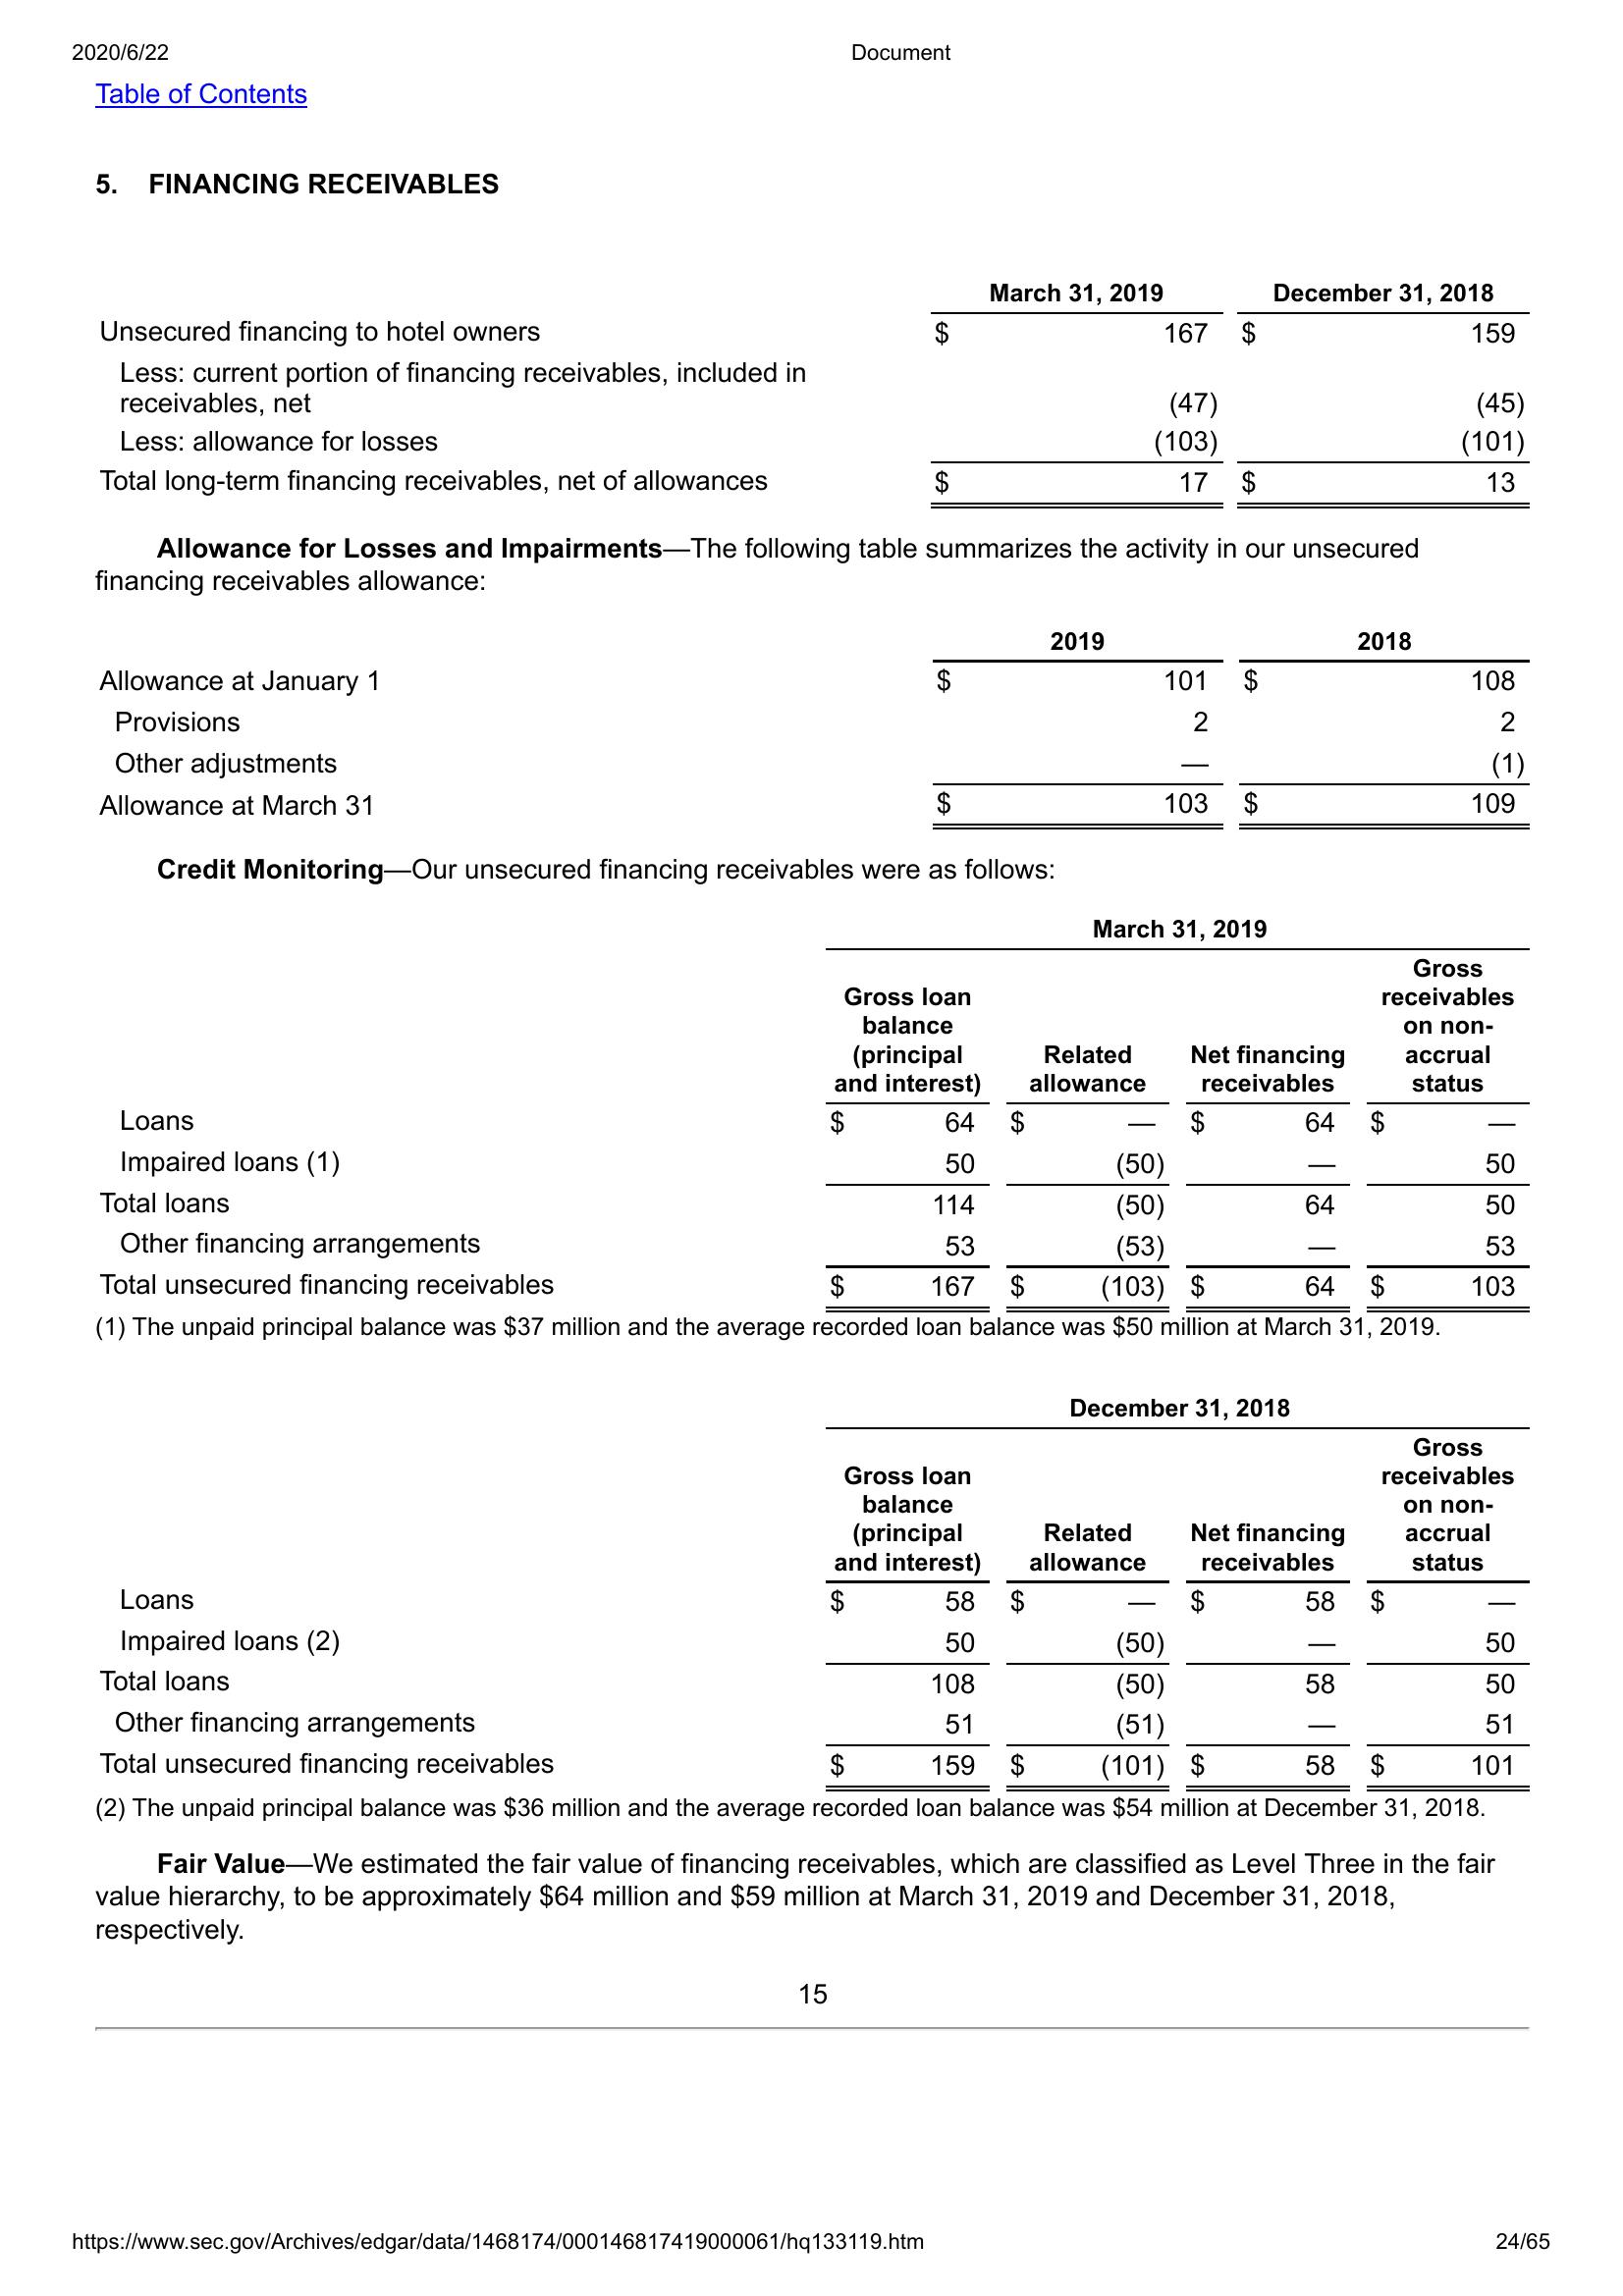 2020/6/22 Document
Table of Contents
5. FINANCING RECEIVABLES
March 31, 2019 December 31, 2018
Unsecured financing to hotel owners $ 167 $ 159
Less: current portion of financing receivables, included in
receivables, net (47) (45)
Less: allowance for losses (103) (101)
Total long-term financing receivables, net of allowances $ 17 $ 13
Allowance for Losses and Impairments—The following table summarizes the activity in our unsecured
financing receivables allowance:
2019 2018
Allowance at January 1 $ 101 $ 108
Provisions 2 2
Other adjustments — (1)
Allowance at March 31 $ 103 $ 109
Credit Monitoring—Our unsecured financing receivables were as follows:
March 31, 2019
Gross
Gross loan receivables
balance on non-
(principal Related Net financing accrual
and interest) allowance receivables status
Loans $ 64 $ — $ 64 $ —
Impaired loans (1) 50 (50) — 50
Total loans 114 (50) 64 50
Other financing arrangements 53 (53) — 53
Total unsecured financing receivables $ 167 $ (103) $ 64 $ 103
(1) The unpaid principal balance was $37 million and the average recorded loan balance was $50 million at March 31, 2019.
December 31, 2018
Gross
Gross loan receivables
balance on non-
(principal Related Net financing accrual
and interest) allowance receivables status
Loans $ 58 $ — $ 58 $ —
Impaired loans (2) 50 (50) — 50
Total loans 108 (50) 58 50
Other financing arrangements 51 (51) — 51
Total unsecured financing receivables $ 159 $ (101) $ 58 $ 101
(2) The unpaid principal balance was $36 million and the average recorded loan balance was $54 million at December 31, 2018.
Fair Value—We estimated the fair value of financing receivables, which are classified as Level Three in the fair
value hierarchy, to be approximately $64 million and $59 million at March 31, 2019 and December 31, 2018,
respectively.
15
https://www.sec.gov/Archives/edgar/data/1468174/000146817419000061/hq133119.htm 24/65